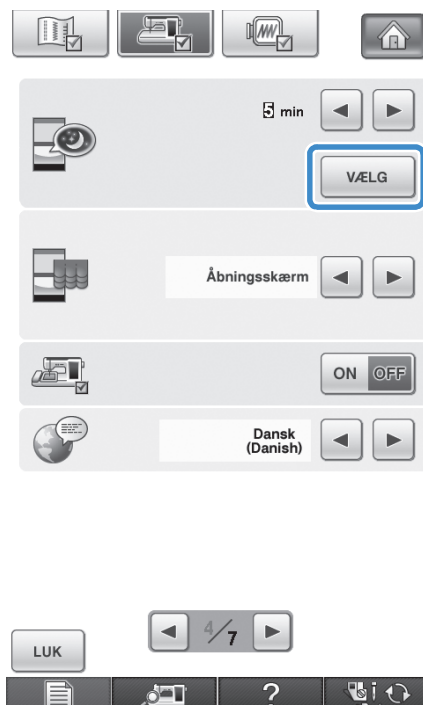 5 min
VÆLG
Åbningsskærm
ON OFF
Dansk
(Danish)
4/7
LUK
?